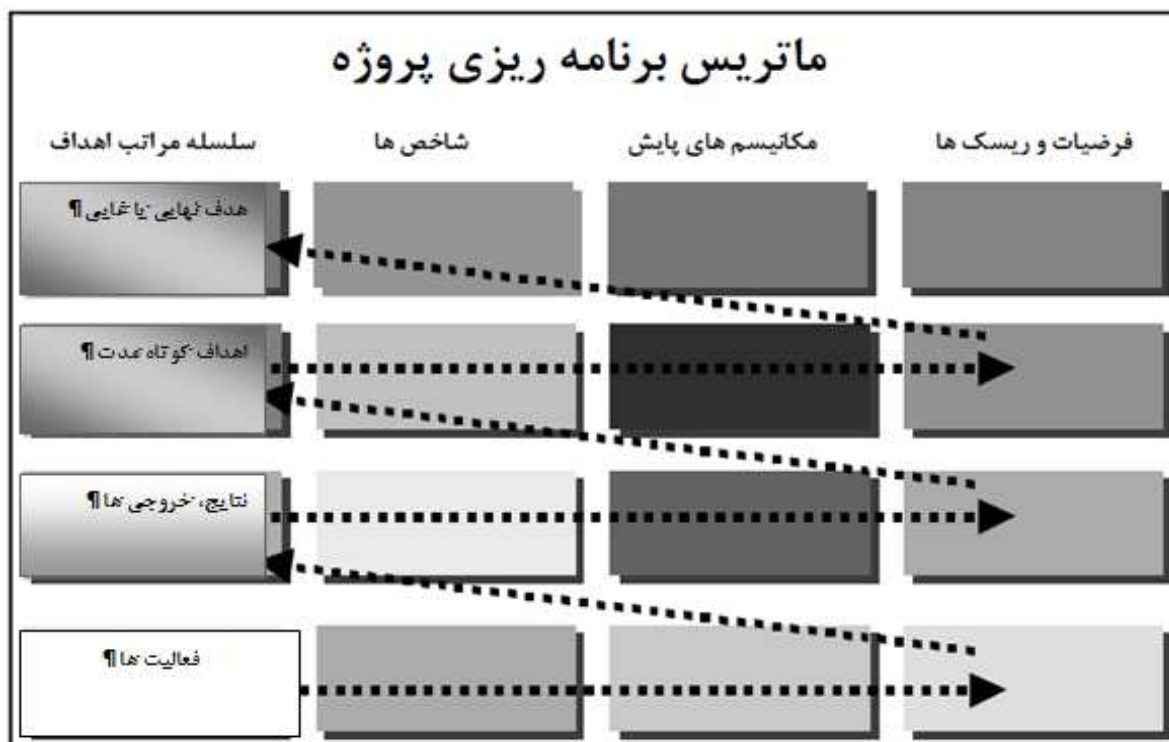 ماتریس برنامه ریزی پروژه
سلسله مراتب اهداف
شاخص ها
مکانیسم های پایش
فرضیات و ریسک ها
هدف نهایی یا غایی¶
اهداف کوتاه مدت¶
نتایج، خروجی ها¶
فعالیت ها¶